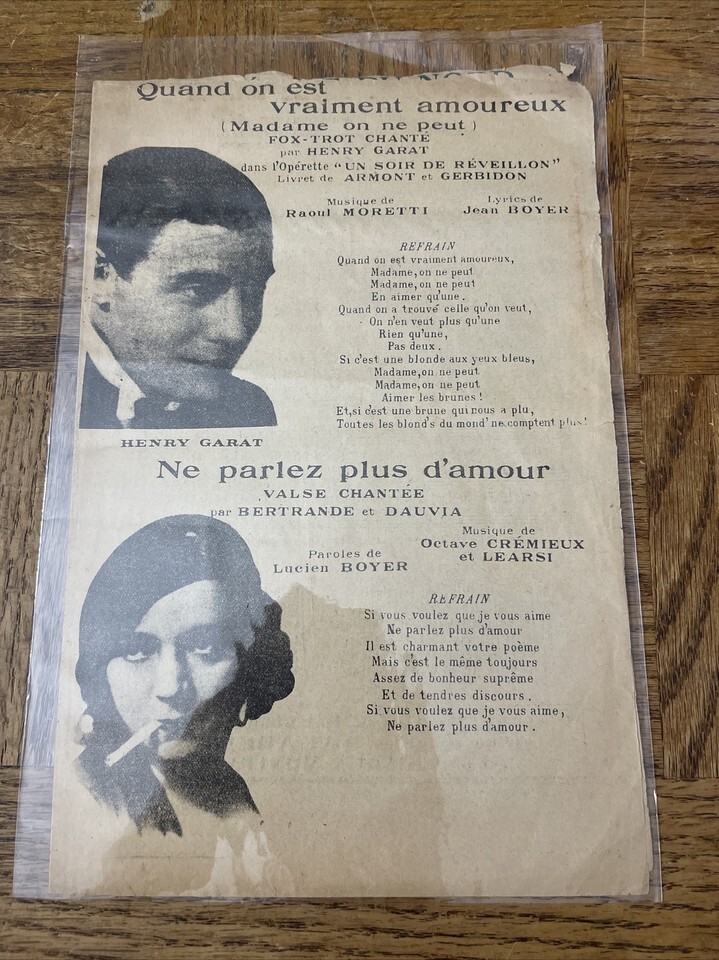 Quand on est
vraiment amoureux
(Madame on ne peut)
FOX-TROT CHANTÉ
par HENRY GARAT
dans l'Opérette "UN SOIR DE RÉVEILLON"
Livret de ARMONT et GERBIDON
Musique de
Raoul MORETTI
Lyrics de
Jean BOYER
REFRAIN
Quand on est vraiment amoureux,
Madame, on ne peut
Madame, on ne peut
En aimer qu'une.
Quand on a trouvé celle qu'on veut,
On n'en veut plus qu'une
Rien qu'une,
Pas deux.
Si c'est une blonde aux yeux bleus,
Madame, on ne peut
Madame, on ne peut
Aimer les brunes!
Et, si c'est une brune qui nous a plu,
Toutes les blond's du mond' ne comptent plus!
HENRY GARAT
Ne parlez plus d'amour
VALSE CHANTÉE
par BERTRANDE et DAUVIA
Paroles de
Lucien BOYER
Musique de
Octave CRÉMIEUX
et LEARSI
REFRAIN
Si vous voulez que je vous aime
Ne parlez plus d'amour
Il est charmant votre poème
Mais c'est le même toujours
Assez de bonheur suprême
Et de tendres discours.
Si vous voulez que je vous aime,
Ne parlez plus d'amour.